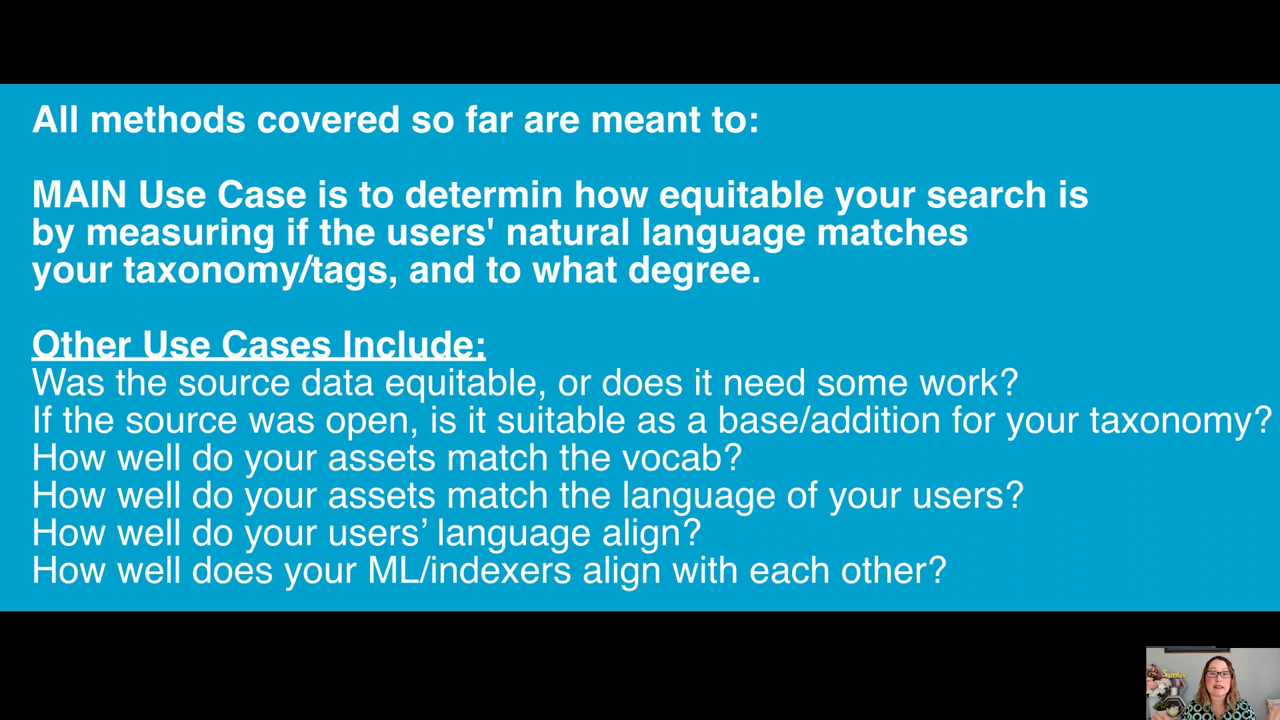 All methods covered so far are meant to:
MAIN Use Case is to determin how equitable your search is
by measuring if the users' natural language matches
your taxonomy/tags, and to what degree.
Other Use Cases Include:
Was the source data equitable, or does it need some work?
If the source was open, is it suitable as a base/addition for your taxonomy?
How well do your assets match the vocab?
How well do your assets match the language of your users?
How well do your users’ language align?
How well does your ML/indexers align with each other?